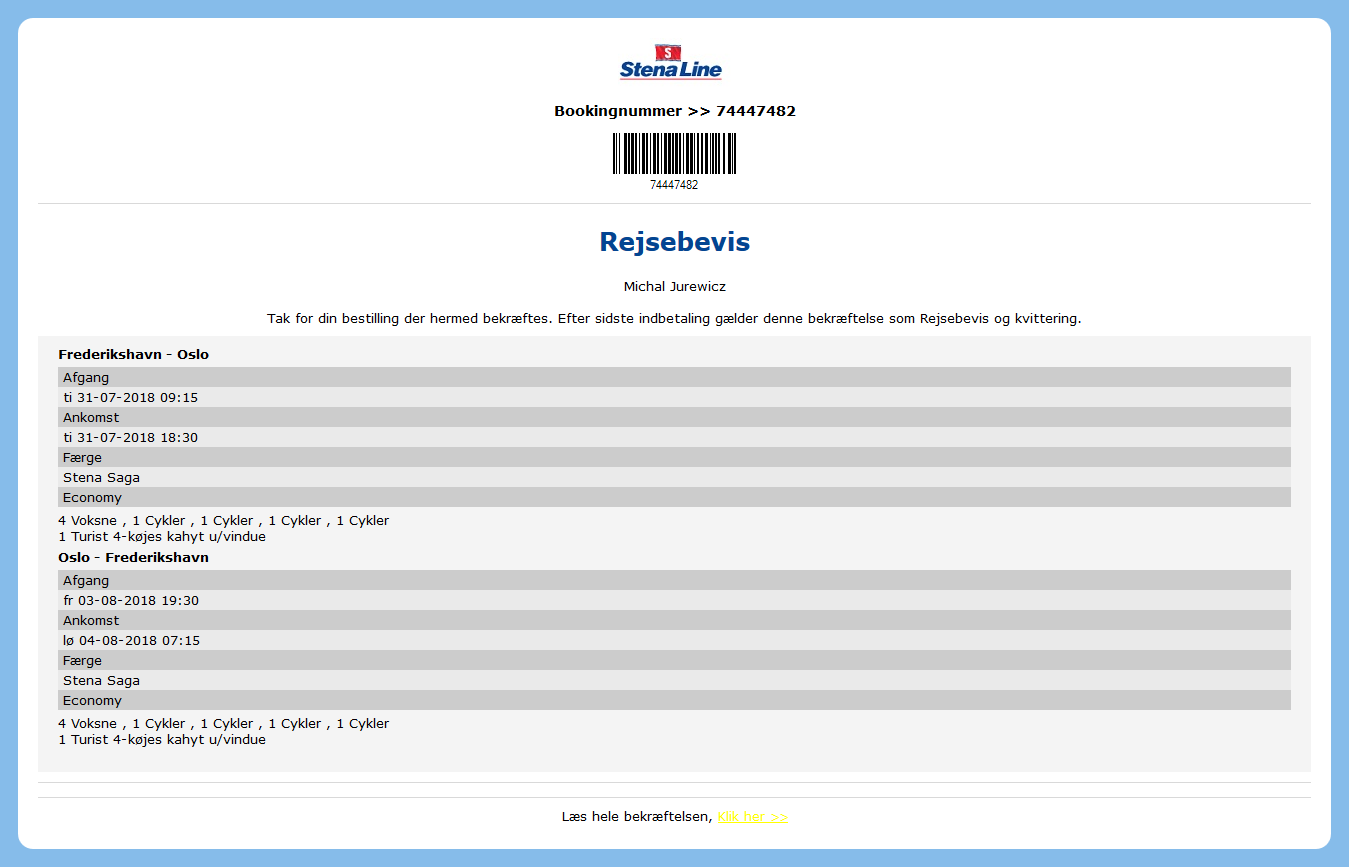 S
Stena Line
Bookingnummer >> 74447482
74447482
Rejsebevis
Michal Jurewicz
Tak for din bestilling der hermed bekræftes. Efter sidste indbetaling gælder denne bekræftelse som Rejsebevis og kvittering.
Frederikshavn - Oslo
Afgang
ti 31-07-2018 09:15
Ankomst
ti 31-07-2018 18:30
Færge
Stena Saga
Economy
4 Voksne , 1 Cykler , 1 Cykler , 1 Cykler , 1 Cykler
1 Turist 4-køjes kahyt u/vindue
Oslo - Frederikshavn
Afgang
fr 03-08-2018 19:30
Ankomst
lø 04-08-2018 07:15
Færge
Stena Saga
Economy
4 Voksne , 1 Cykler , 1 Cykler , 1 Cykler , 1 Cykler
1 Turist 4-køjes kahyt u/vindue
Læs hele bekræftelsen, Klik her >>